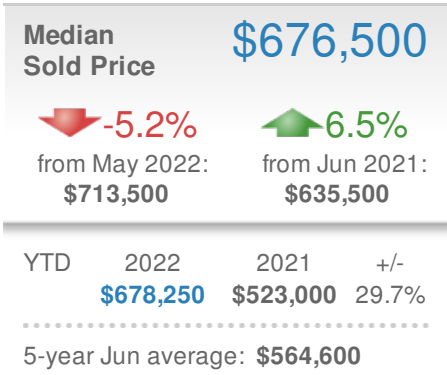 Median $676,500
Sold Price
-5.2% 6.5%
from May 2022: from Jun 2021:
$713,500 $635,500
YTD 2022 2021 +/-
$678,250 $523,000 29.7%
5-year Jun average: $564,600